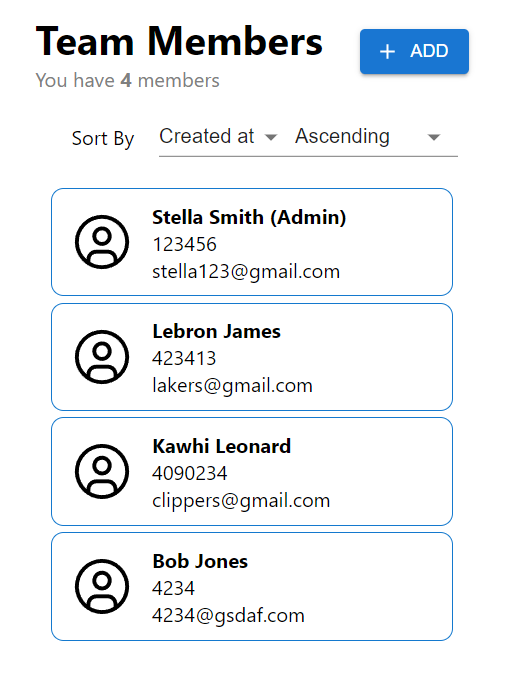 Team Members
+ ADD
You have 4 members
Sort By Created at Ascending
Stella Smith (Admin)
123456
stella123@gmail.com
Lebron James
423413
lakers@gmail.com
Kawhi Leonard
4090234
clippers@gmail.com
Bob Jones
4234
4234@gsdaf.com